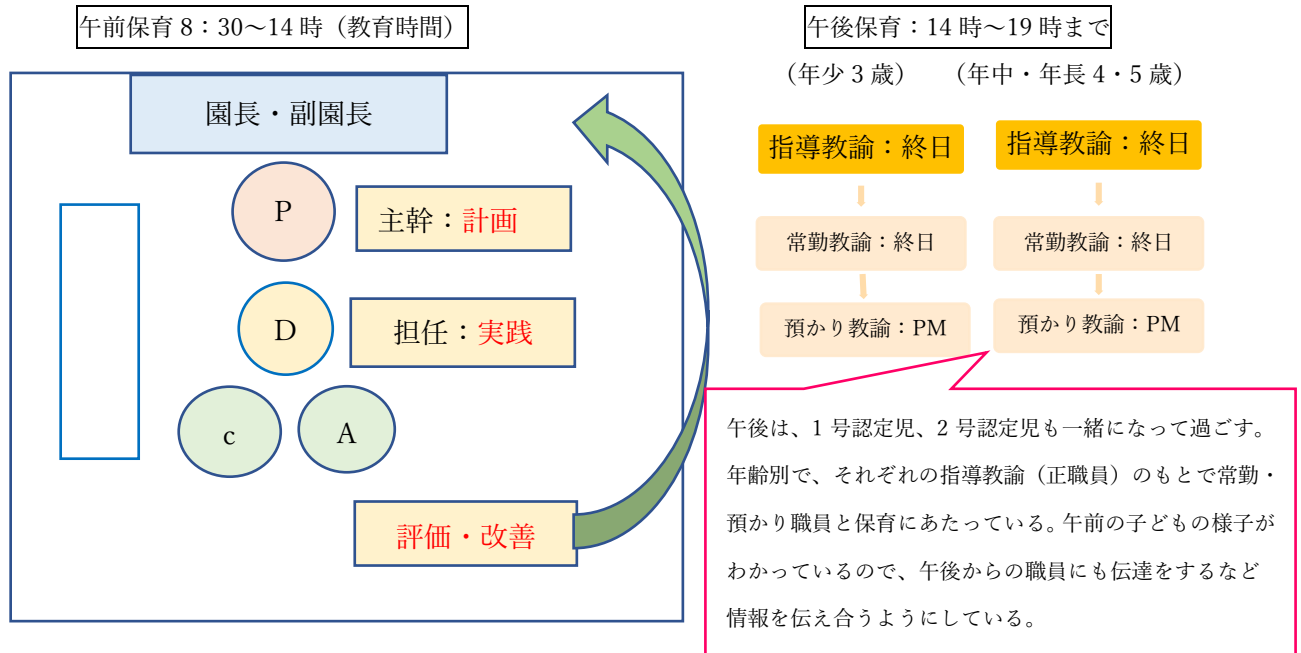 午前保育 8：30～14 時（教育時間）
園長・副園長
P
主幹：計画
D
担任：実践
c
A
評価・改善
午後保育：14 時～19 時まで
（年少 3 歳）　（年中・年長 4・5 歳）
指導教諭：終日
常勤教諭：終日
預かり教諭：PM
指導教諭：終日
常勤教諭：終日
預かり教諭：PM
午後は、1 号認定児、2 号認定児も一緒になって過ごす。
年齢別で、それぞれの指導教諭（正職員）のもとで常勤・
預かり職員と保育にあたっている。午前の子どもの様子が
わかっているので、午後からの職員にも伝達をするなど
情報を伝え合うようにしている。